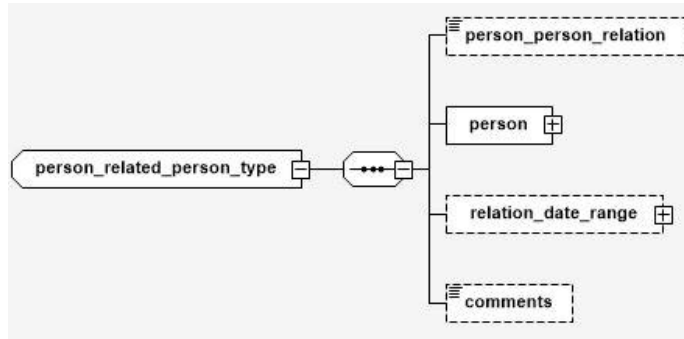 person_person_relation
person
person_related_person_type
relation_date_range
comments